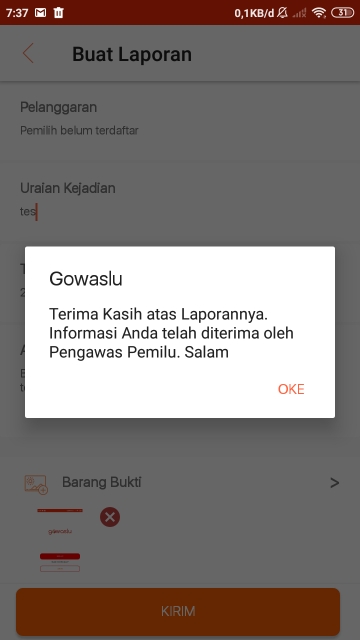 7:37
0,1KB/d
31
Buat Laporan
Pelanggaran
Pemilih belum terdaftar
Uraian Kejadian
tes
T
2
Gowaslu
Terima Kasih atas Laporannya.
Informasi Anda telah diterima oleh
Pengawas Pemilu. Salam
OKE
A
Barang Bukti
>
gowaslu
KIRIM